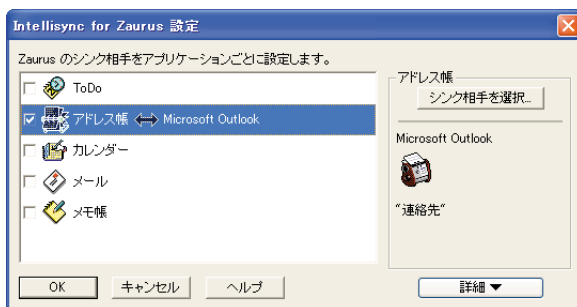 Intellisync for Zaurus 設定
Zaurus のシンク相手をアプリケーションごとに設定します。
ToDo
アドレス帳 ⟺ Microsoft Outlook
カレンダー
メール
メモ帳
アドレス帳
シンク相手を選択...
Microsoft Outlook
"連絡先"
OK
キャンセル
ヘルプ
詳細 ▼